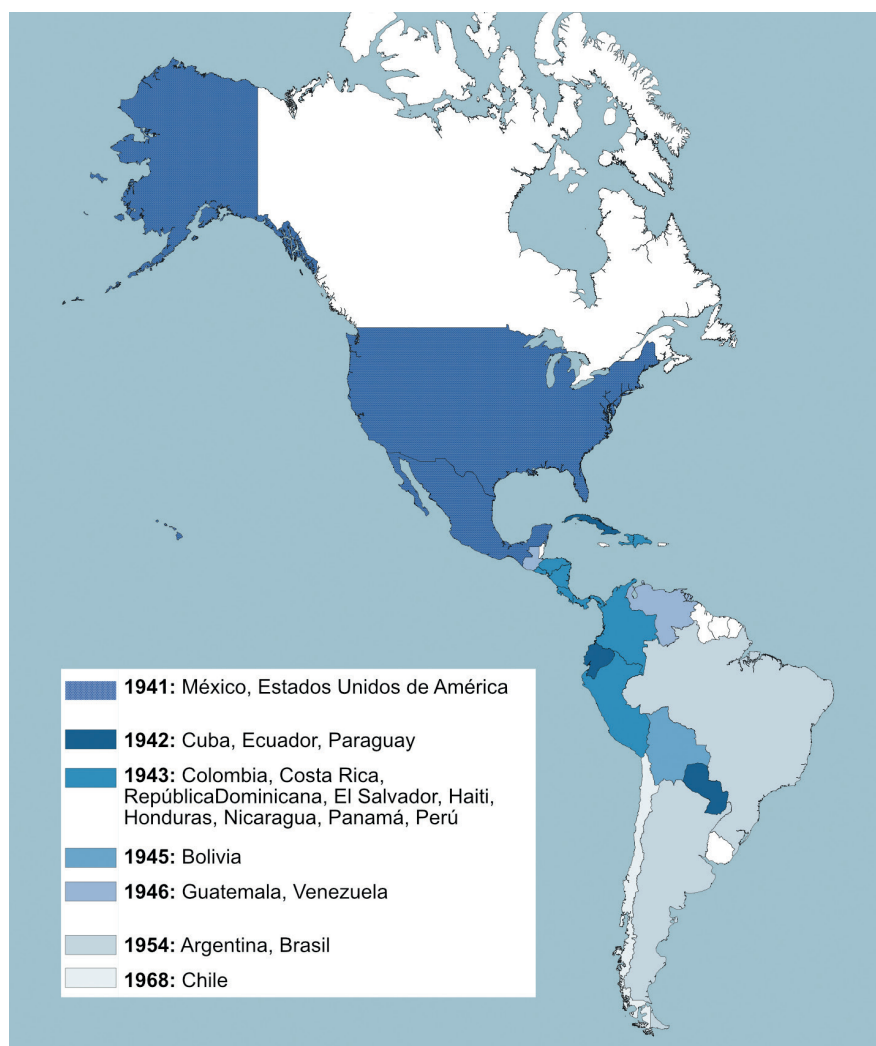 1941: México, Estados Unidos de América
1942: Cuba, Ecuador, Paraguay
1943: Colombia, Costa Rica,
RepúblicaDominicana, El Salvador, Haiti,
Honduras, Nicaragua, Panamá, Perú
1945: Bolivia
1946: Guatemala, Venezuela
1954: Argentina, Brasil
1968: Chile